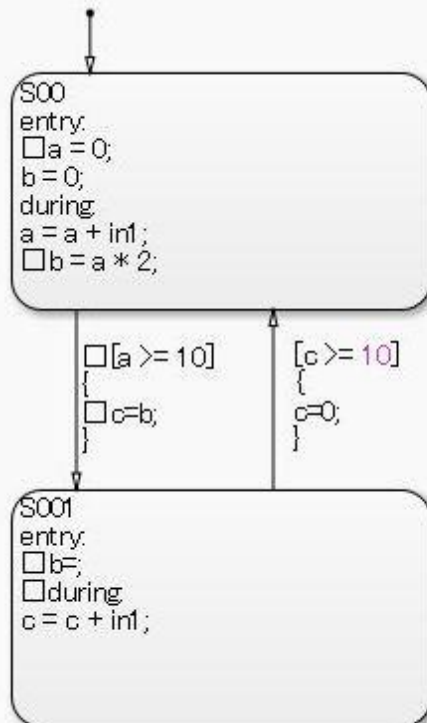 S00
entry:
□a = 0;
b = 0;
during:
a = a + in1;
□b = a * 2;
□[a >= 10]
{
□c=b;
}
[c >= 10]
{
c=0;
}
S001
entry:
□b=;
□during:
c = c + in1;